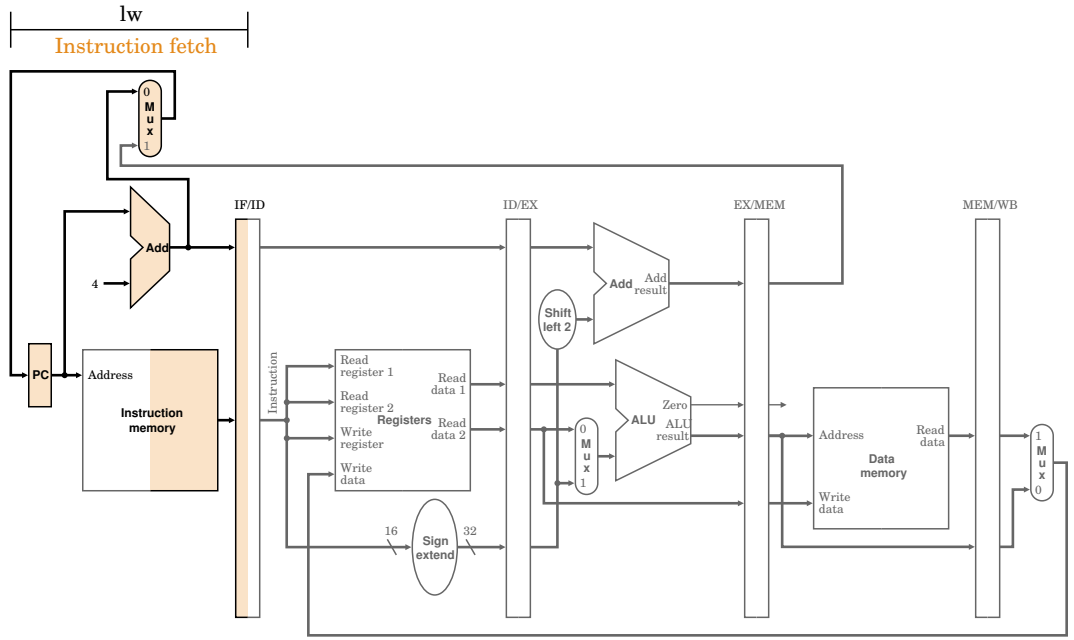 lw
Instruction fetch
0
M
u
x
1
IF/ID
ID/EX
EX/MEM
MEM/WB
Add
4
Add
Add
result
Shift
left 2
PC
Address
Instruction
memory
Instruction
Read
register 1
Read
register 2
Write
register
Write
data
Registers
Read
data 1
Read
data 2
16
Sign
extend
32
0
M
u
x
1
ALU
Zero
ALU
result
Address
Write
data
Data
memory
Read
data
1
M
u
x
0